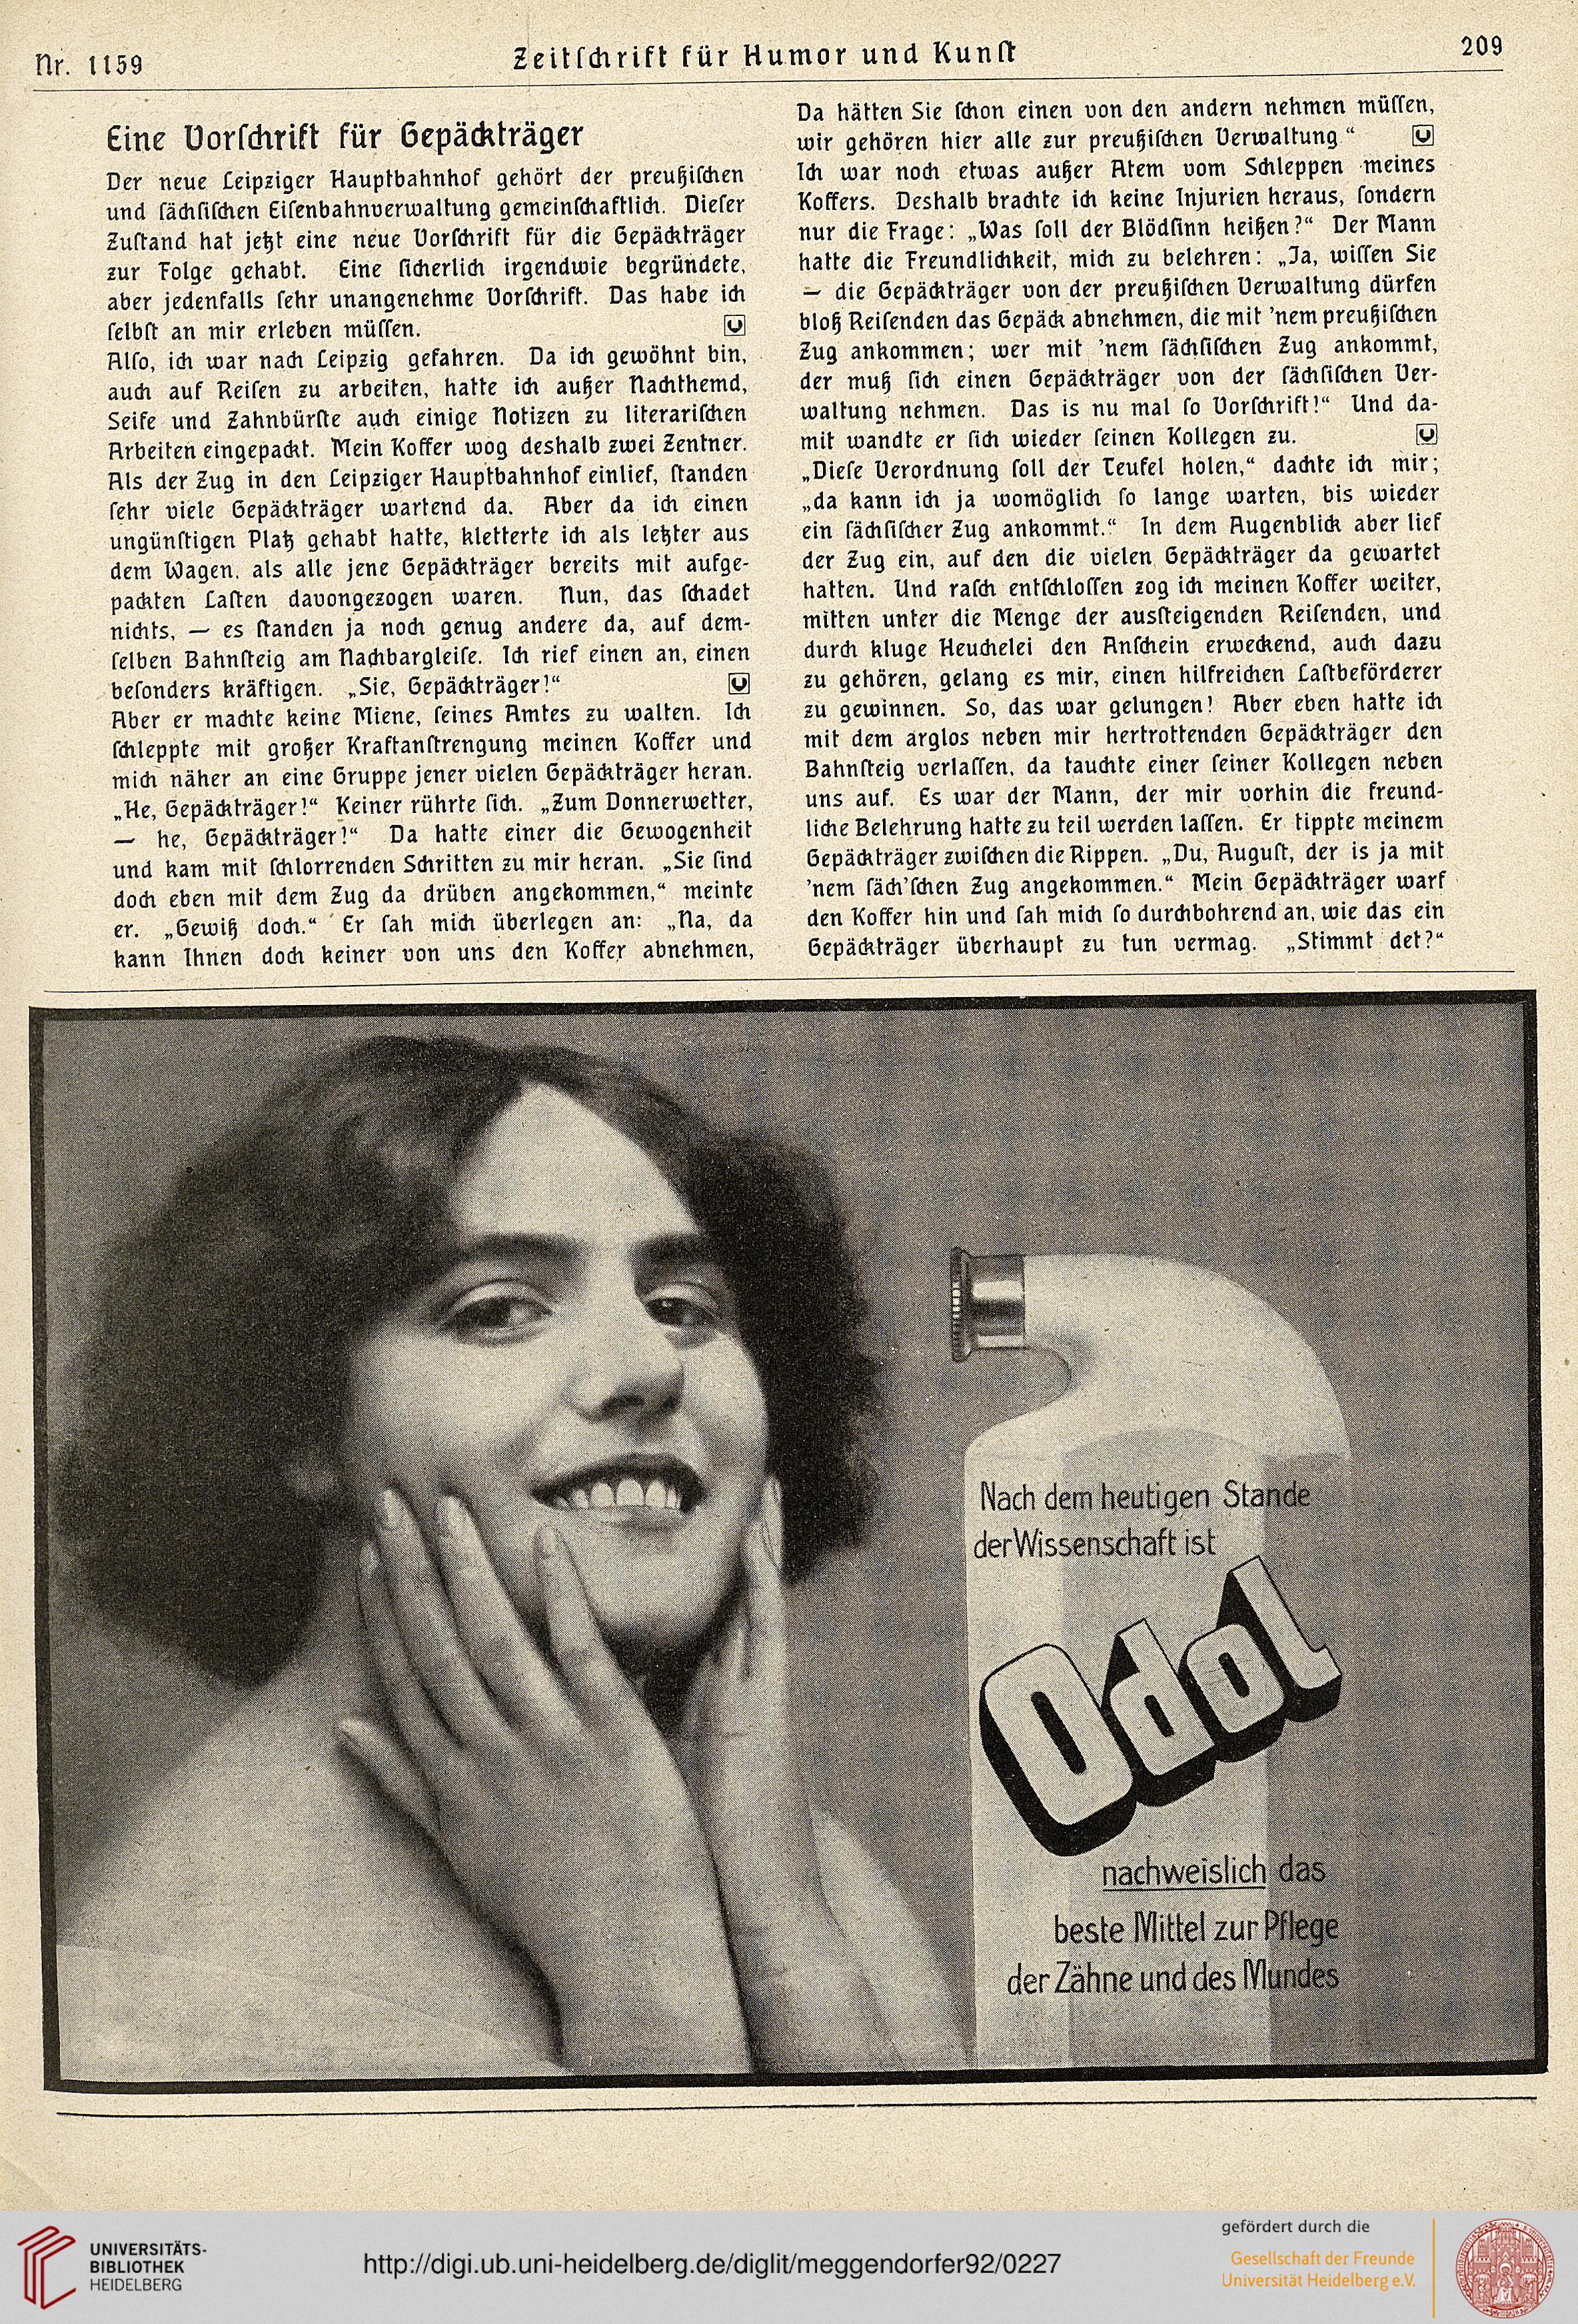 Nr. 1159
Zeitſchrift für Humor und Kunſt
209
Eine Vorſchrift für Gepäckträger
Der neue Leipziger Hauptbahnhof gehört der preußiſchen
und ſächſiſchen Eiſenbahnverwaltung gemeinſchaftlich. Dieſer
Zuſtand hat jetzt eine neue Vorſchrift für die Gepäckträger
zur Folge gehabt. Eine ſicherlich irgendwie begründete,
aber jedenfalls ſehr unangenehme Vorſchrift. Das habe ich
ſelbſt an mir erleben müſſen.
Alſo, ich war nach Leipzig gefahren. Da ich gewöhnt bin,
auch auf Reiſen zu arbeiten, hatte ich außer Nachthemd,
Seife und Zahnbürſte auch einige Notizen zu literariſchen
Arbeiten eingepackt. Mein Koffer wog deshalb zwei Zentner.
Als der Zug in den Leipziger Hauptbahnhof einlief, ſtanden
ſehr viele Gepäckträger wartend da. Aber da ich einen
ungünſtigen Platz gehabt hatte, kletterte ich als letzter aus
dem Wagen, als alle jene Gepäckträger bereits mit aufge-
packten Laſten davongezogen waren. Nun, das ſchadet
nichts, — es ſtanden ja noch genug andere da, auf dem-
ſelben Bahnſteig am Nachbargleiſe. Ich rief einen an, einen
beſonders kräftigen. „Sie, Gepäckträger!“
Aber er machte keine Miene, ſeines Amtes zu walten. Ich
ſchleppte mit großer Kraftanſtrengung meinen Koffer und
mich näher an eine Gruppe jener vielen Gepäckträger heran.
„He, Gepäckträger!“ Keiner rührte ſich. „Zum Donnerwetter,
— he, Gepäckträger!“ Da hatte einer die Gewogenheit
und kam mit ſchlorrenden Schritten zu mir heran. „Sie ſind
doch eben mit dem Zug da drüben angekommen,“ meinte
er. „Gewiß doch.“ Er ſah mich überlegen an: „Na, da
kann Ihnen doch keiner von uns den Koffer abnehmen,
Da hätten Sie ſchon einen von den andern nehmen müſſen,
wir gehören hier alle zur preußiſchen Verwaltung “
Ich war noch etwas außer Atem vom Schleppen meines
Koffers. Deshalb brachte ich keine Injurien heraus, ſondern
nur die Frage: „Was ſoll der Blödſinn heißen?“ Der Mann
hatte die Freundlichkeit, mich zu belehren: „Ja, wiſſen Sie
— die Gepäckträger von der preußiſchen Verwaltung dürfen
bloß Reiſenden das Gepäck abnehmen, die mit ’nem preußiſchen
Zug ankommen; wer mit ’nem ſächſiſchen Zug ankommt,
der muß ſich einen Gepäckträger von der ſächſiſchen Ver-
waltung nehmen. Das is nu mal ſo Vorſchrift!“ Und da-
mit wandte er ſich wieder ſeinen Kollegen zu.
„Dieſe Verordnung ſoll der Teufel holen,“ dachte ich mir;
„da kann ich ja womöglich ſo lange warten, bis wieder
ein ſächſiſcher Zug ankommt.“ In dem Augenblick aber lief
der Zug ein, auf den die vielen Gepäckträger da gewartet
hatten. Und raſch entſchloſſen zog ich meinen Koffer weiter,
mitten unter die Menge der ausſteigenden Reiſenden, und
durch kluge Heuchelei den Anſchein erweckend, auch dazu
zu gehören, gelang es mir, einen hilfreichen Laſtbeförderer
zu gewinnen. So, das war gelungen! Aber eben hatte ich
mit dem arglos neben mir hertrottenden Gepäckträger den
Bahnſteig verlaſſen, da tauchte einer ſeiner Kollegen neben
uns auf. Es war der Mann, der mir vorhin die freund-
liche Belehrung hatte zu teil werden laſſen. Er tippte meinem
Gepäckträger zwiſchen die Rippen. „Du, Auguſt, der is ja mit
’nem ſäch’ſchen Zug angekommen.“ Mein Gepäckträger warf
den Koffer hin und ſah mich ſo durchbohrend an, wie das ein
Gepäckträger überhaupt zu tun vermag. „Stimmt det?“
Nach dem heutigen Stande
der Wissenschaft ist
Odol
nachweislich das
beste Mittel zur Pflege
der Zähne und des Mundes
UNIVERSITÄTS-
BIBLIOTHEK
HEIDELBERG
http://digi.ub.uni-heidelberg.de/diglit/meggendorfer92/0227
gefördert durch die
Gesellschaft der Freunde
Universität Heidelberg e.V.